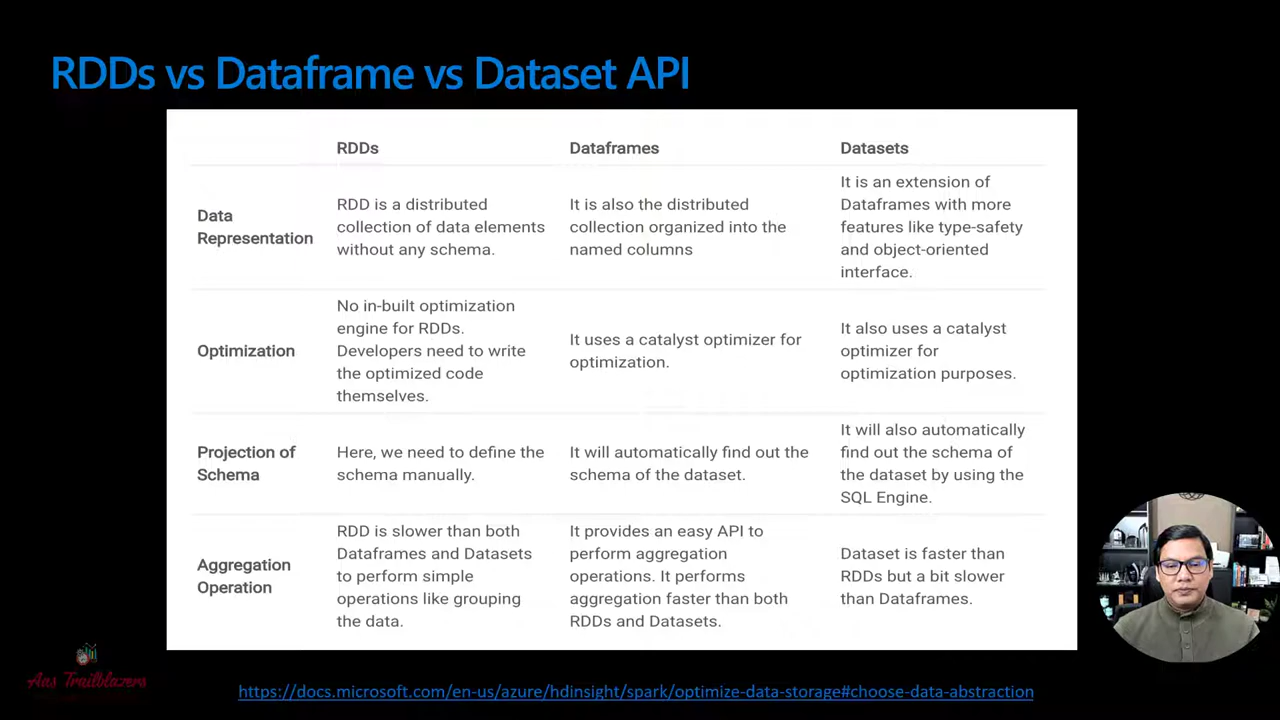 RDDs vs Dataframe vs Dataset API
RDDs
Dataframes
Datasets
Data
Representation
RDD is a distributed
collection of data elements
without any schema.
It is also the distributed
collection organized into the
named columns
It is an extension of
Dataframes with more
features like type-safety
and object-oriented
interface.
Optimization
No in-built optimization
engine for RDDs.
Developers need to write
the optimized code
themselves.
It uses a catalyst optimizer for
optimization.
It also uses a catalyst
optimizer for
optimization purposes.
Projection of
Schema
Here, we need to define the
schema manually.
It will automatically find out the
schema of the dataset.
It will also automatically
find out the schema of
the dataset by using the
SQL Engine.
Aggregation
Operation
RDD is slower than both
Dataframes and Datasets
to perform simple
operations like grouping
the data.
It provides an easy API to
perform aggregation
operations. It performs
aggregation faster than both
RDDs and Datasets.
Dataset is faster than
RDDs but a bit slower
than Dataframes.
Aas Trailblazers
https://docs.microsoft.com/en-us/azure/hdinsight/spark/optimize-data-storage#choose-data-abstraction